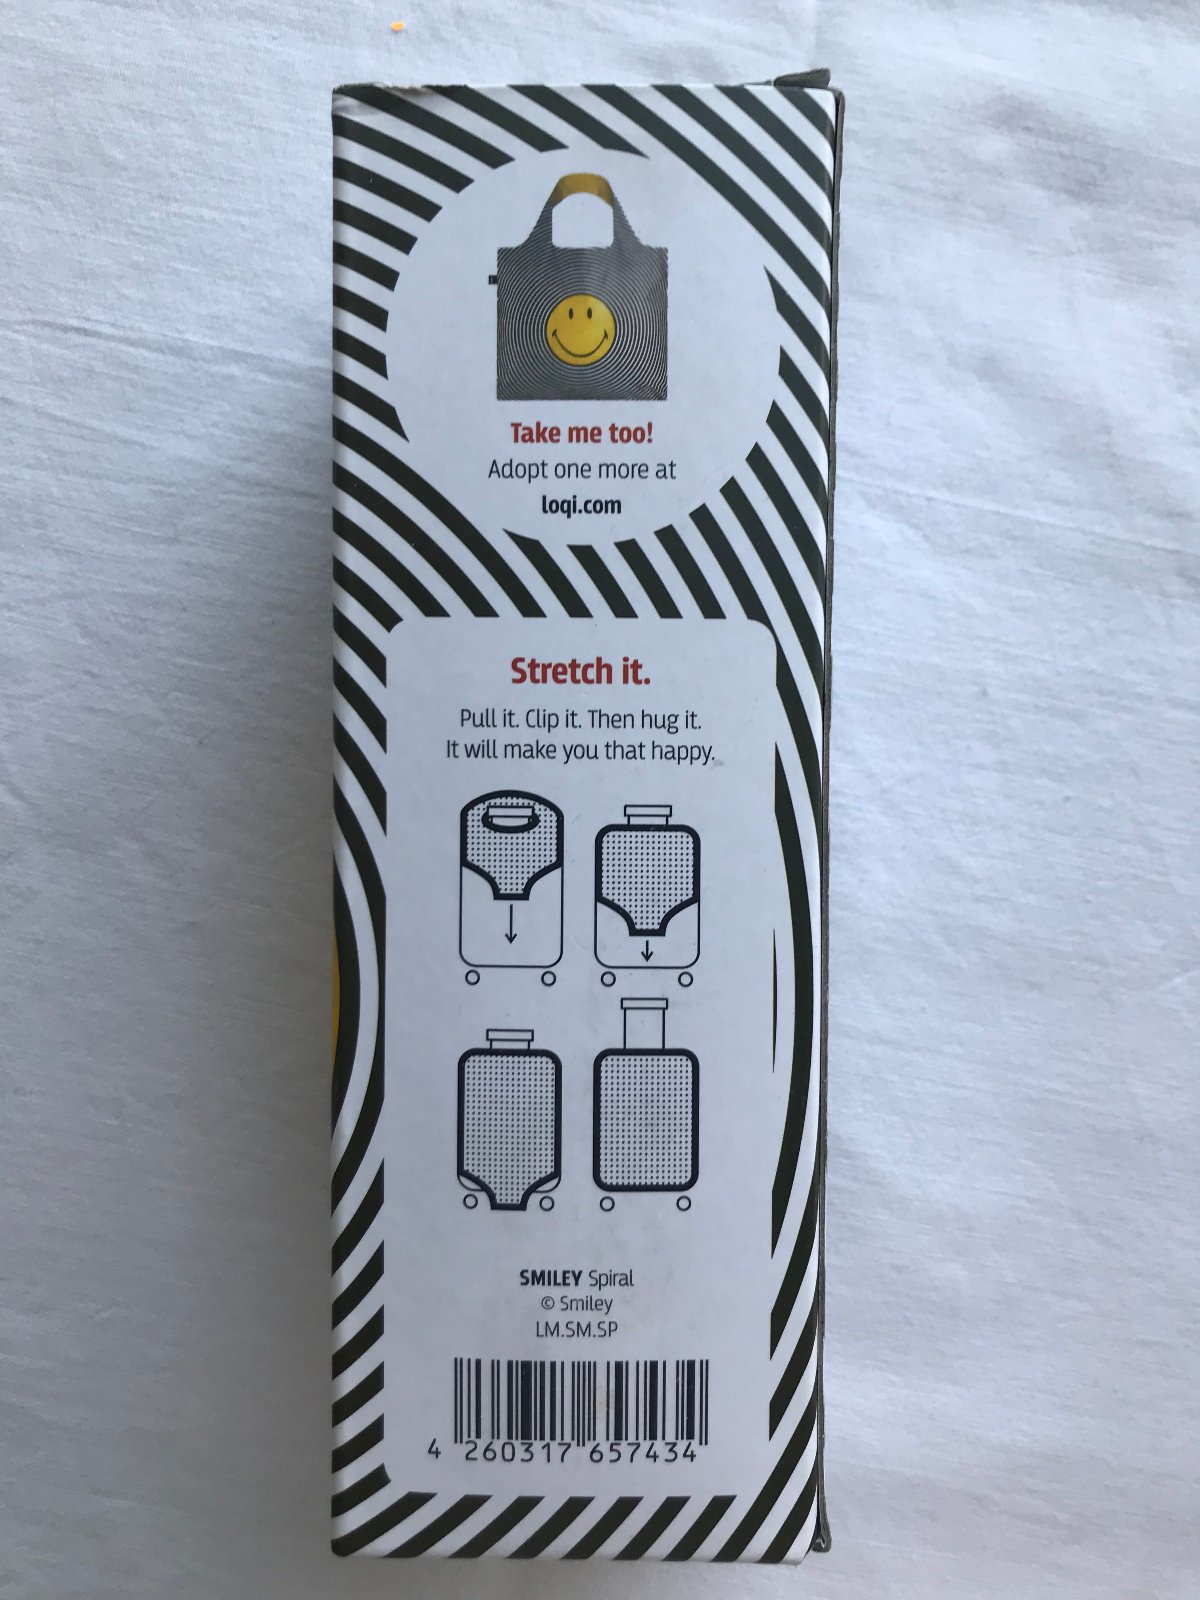 Take me too!
Adopt one more at
loqi.com
Stretch it.
Pull it. Clip it. Then hug it.
It will make you that happy.
SMILEY Spiral
© Smiley
LM.SM.SP
4 260317 657434